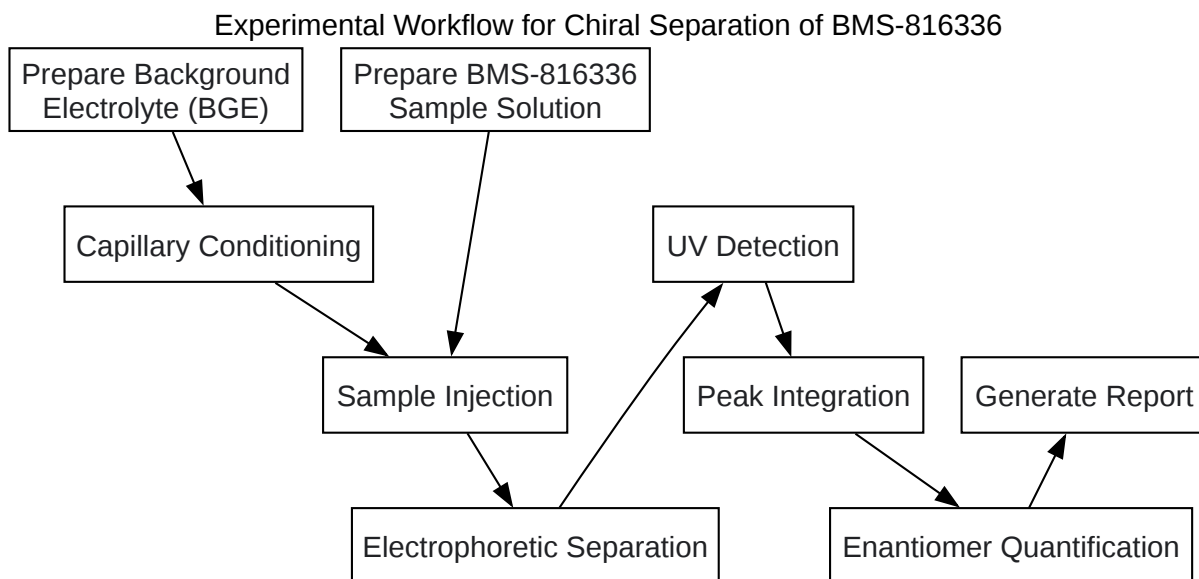 Experimental Workflow for Chiral Separation of BMS-816336
Prepare Background
Electrolyte (BGE)
Prepare BMS-816336
Sample Solution
Capillary Conditioning
UV Detection
Sample Injection
Peak Integration
Generate Report
Electrophoretic Separation
Enantiomer Quantification